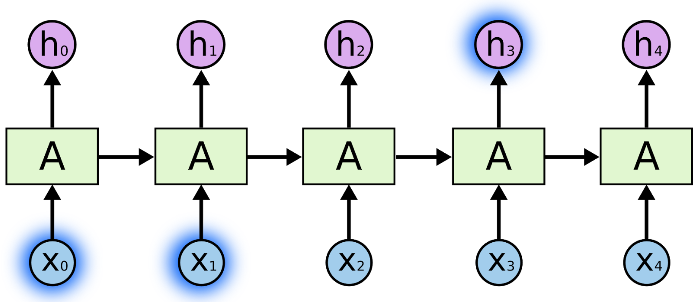 h₀ h₁ h₂ h₃ h₄
A A A A A
x₀ x₁ x₂ x₃ x₄